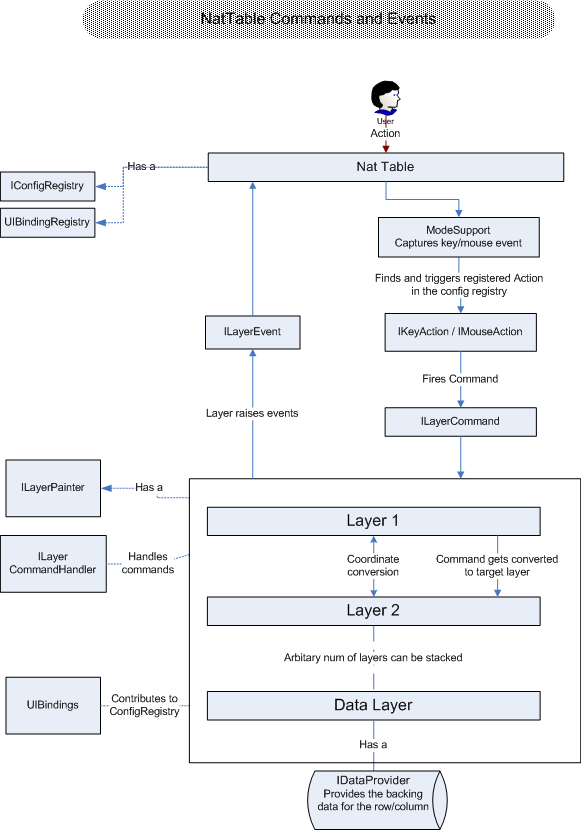 NatTable Commands and Events
User
Action
Nat Table
Has a
IConfigRegistry
UIBindingRegistry
ModeSupport
Captures key/mouse event
Finds and triggers registered Action
in the config registry
ILayerEvent
IKeyAction / IMouseAction
Fires Command
Layer raises events
ILayerCommand
ILayerPainter
Has a
Layer 1
ILayer
CommandHandler
Handles
commands
Coordinate
conversion
Command gets converted
to target layer
Layer 2
Arbitary num of layers can be stacked
UIBindings
Contributes to
ConfigRegistry
Data Layer
Has a
IDataProvider
Provides the backing
data for the row/column